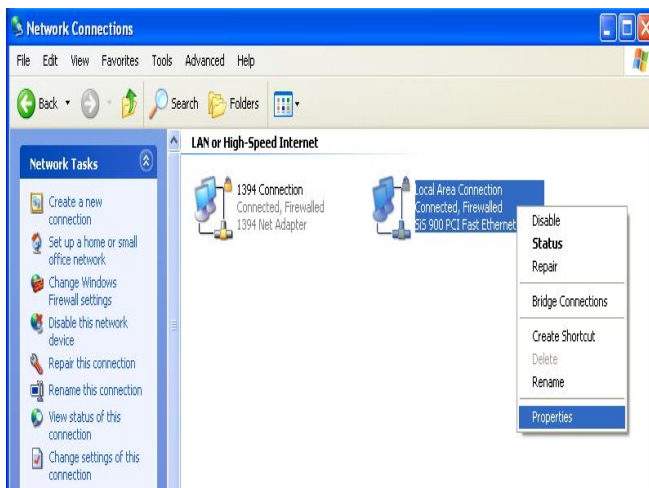 Network Connections
File Edit View Favorites Tools Advanced Help
Back Search Folders
Network Tasks
Create a new
connection
Set up a home or small
office network
Change Windows
Firewall settings
Disable this network
device
Repair this connection
Rename this connection
View status of this
connection
Change settings of this
connection
LAN or High-Speed Internet
1394 Connection
Connected, Firewalled
1394 Net Adapter
Local Area Connection
Connected, Firewalled
SiS 900 PCI Fast Ethernet
Disable
Status
Repair
Bridge Connections
Create Shortcut
Delete
Rename
Properties